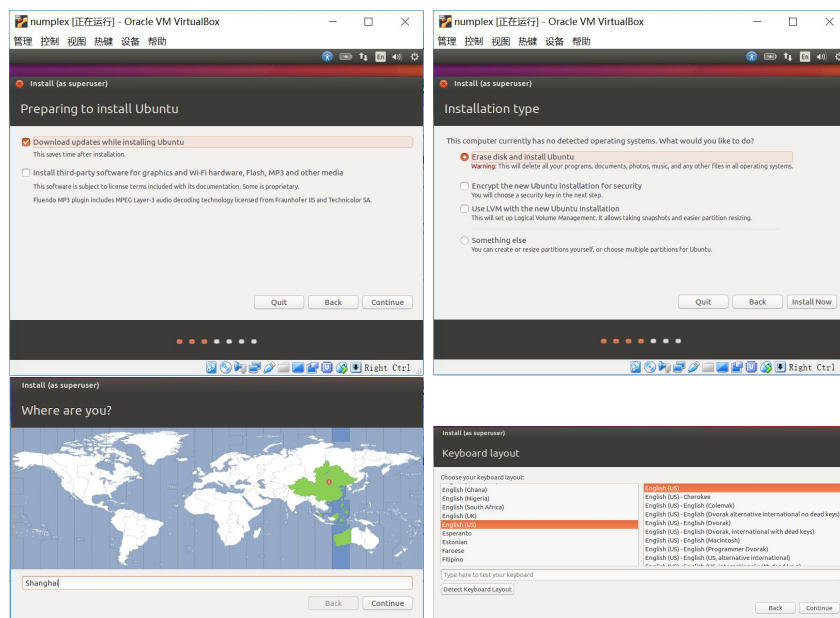 numplex [正在运行] - Oracle VM VirtualBox
管理 控制 视图 热键 设备 帮助
En
Install (as superuser)
Preparing to install Ubuntu
Download updates while installing Ubuntu
This saves time after installation.
Install third-party software for graphics and Wi-Fi hardware, Flash, MP3 and other media
This software is subject to license terms included with its documentation. Some is proprietary.
Fluendo MP3 plugin includes MPEG Layer-3 audio decoding technology licensed from Fraunhofer IIS and Technicolor SA.
Quit Back Continue
Right Ctrl
numplex [正在运行] - Oracle VM VirtualBox
管理 控制 视图 热键 设备 帮助
En
Install (as superuser)
Installation type
This computer currently has no detected operating systems. What would you like to do?
Erase disk and install Ubuntu
Warning: This will delete all your programs, documents, photos, music, and any other files in all operating systems.
Encrypt the new Ubuntu installation for security
You will choose a security key in the next step.
Use LVM with the new Ubuntu installation
This will set up Logical Volume Management. It allows taking snapshots and easier partition resizing.
Something else
You can create or resize partitions yourself, or choose multiple partitions for Ubuntu.
Quit Back Install Now
Right Ctrl
Install (as superuser)
Where are you?
Shanghai
Back Continue
Install (as superuser)
Keyboard layout
Choose your keyboard layout:
English (Ghana)
English (Nigeria)
English (South Africa)
English (UK)
English (US)
Esperanto
Estonian
Faroese
Filipino
English (US)
English (US) - Cherokee
English (US) - English (Colemak)
English (US) - English (Dvorak alternative international no dead keys)
English (US) - English (Dvorak)
English (US) - English (Dvorak, international with dead keys)
English (US) - English (Macintosh)
English (US) - English (Programmer Dvorak)
English (US) - English (US, alternative international)
Type here to test your keyboard
Detect Keyboard Layout
Back Continue